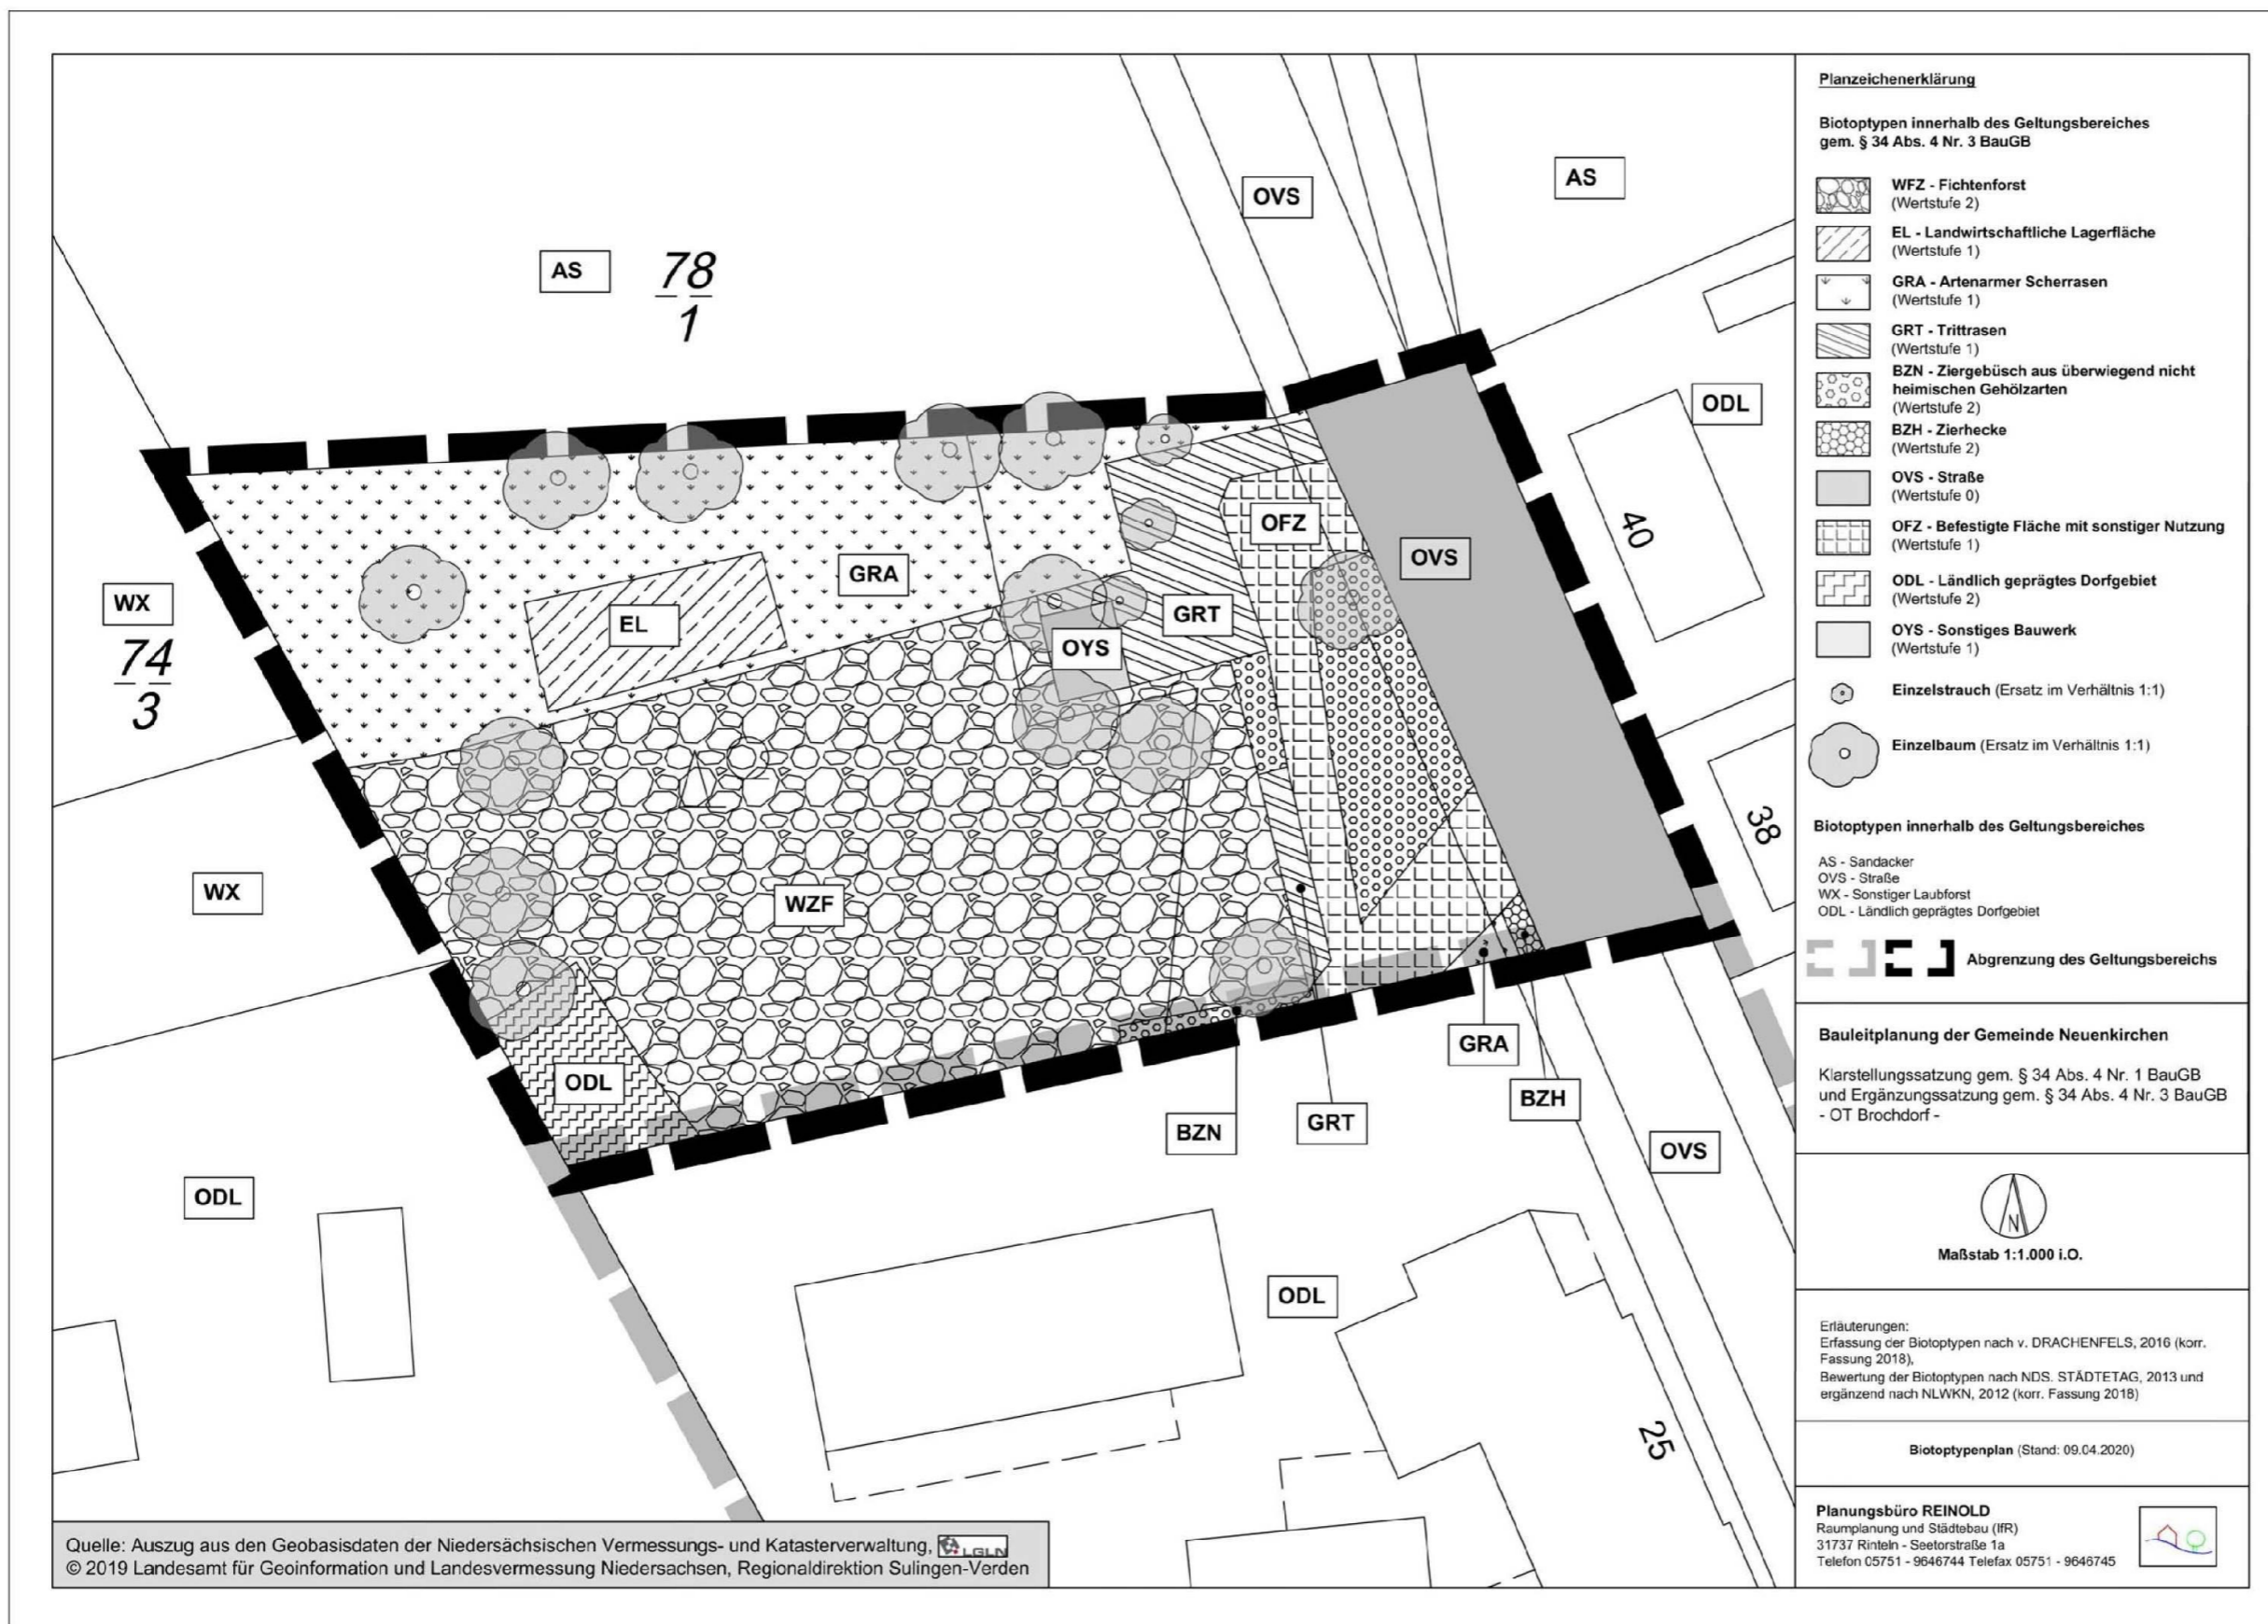 OVS
AS
AS
78
1
ODL
40
OFZ
OVS
GRA
WX
74
3
EL
GRT
OYS
38
WX
WZF
GRA
ODL
BZH
BZN
GRT
OVS
ODL
ODL
25
Quelle: Auszug aus den Geobasisdaten der Niedersächsischen Vermessungs- und Katasterverwaltung, LGLN
© 2019 Landesamt für Geoinformation und Landesvermessung Niedersachsen, Regionaldirektion Sulingen-Verden
Planzeichenerklärung
Biotoptypen innerhalb des Geltungsbereiches
gem. § 34 Abs. 4 Nr. 3 BauGB
WFZ - Fichtenforst
(Wertstufe 2)
EL - Landwirtschaftliche Lagerfläche
(Wertstufe 1)
GRA - Artenarmer Scherrasen
(Wertstufe 1)
GRT - Trittrasen
(Wertstufe 1)
BZN - Ziergebüsch aus überwiegend nicht
heimischen Gehölzarten
(Wertstufe 2)
BZH - Zierhecke
(Wertstufe 2)
OVS - Straße
(Wertstufe 0)
OFZ - Befestigte Fläche mit sonstiger Nutzung
(Wertstufe 1)
ODL - Ländlich geprägtes Dorfgebiet
(Wertstufe 2)
OYS - Sonstiges Bauwerk
(Wertstufe 1)
Einzelstrauch (Ersatz im Verhältnis 1:1)
Einzelbaum (Ersatz im Verhältnis 1:1)
Biotoptypen innerhalb des Geltungsbereiches
AS - Sandacker
OVS - Straße
WX - Sonstiger Laubforst
ODL - Ländlich geprägtes Dorfgebiet
Abgrenzung des Geltungsbereichs
Bauleitplanung der Gemeinde Neuenkirchen
Klarstellungssatzung gem. § 34 Abs. 4 Nr. 1 BauGB
und Ergänzungssatzung gem. § 34 Abs. 4 Nr. 3 BauGB
- OT Brochdorf -
N
Maßstab 1:1.000 i.O.
Erläuterungen:
Erfassung der Biotoptypen nach v. DRACHENFELS, 2016 (korr.
Fassung 2018),
Bewertung der Biotoptypen nach NDS. STÄDTETAG, 2013 und
ergänzend nach NLWKN, 2012 (korr. Fassung 2018)
Biotoptypenplan (Stand: 09.04.2020)
Planungsbüro REINOLD
Raumplanung und Städtebau (IfR)
31737 Rinteln - Seetorstraße 1a
Telefon 05751 - 9646744 Telefax 05751 - 9646745